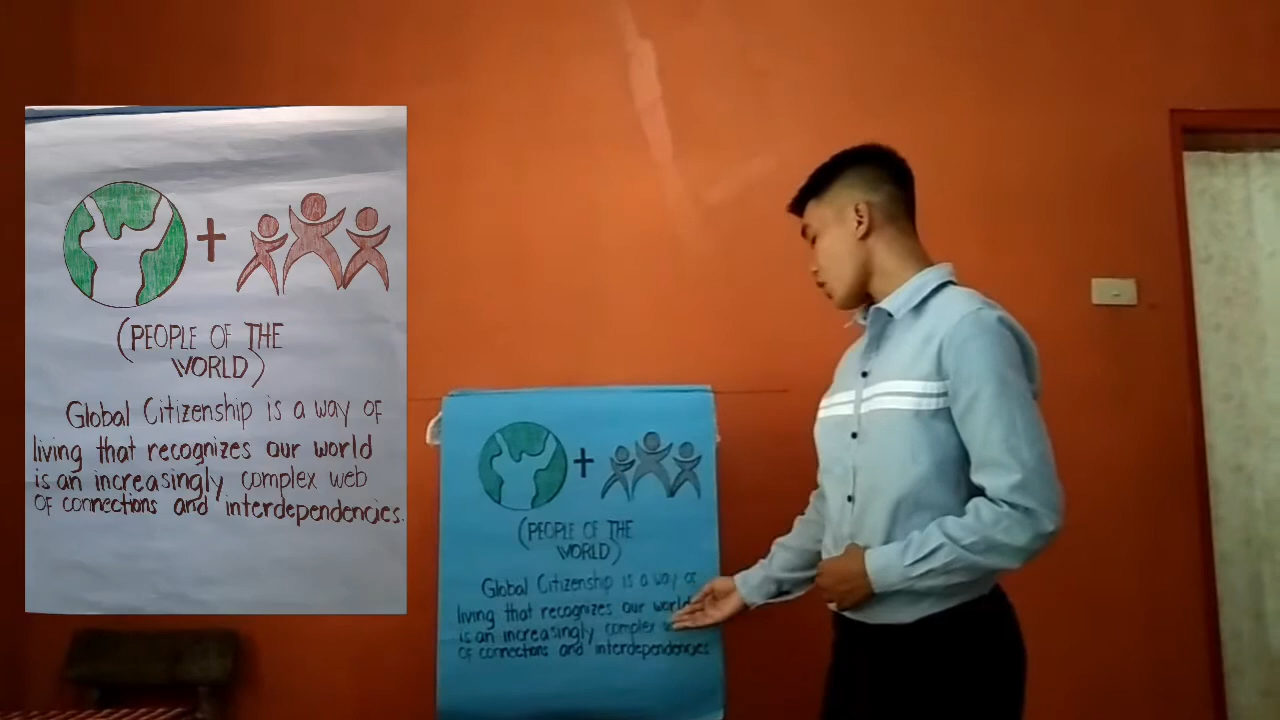 (PEOPLE OF THE
WORLD)
Global Citizenship is a way of
living that recognizes our world
is an increasingly complex web
of connections and interdependencies.
(PEOPLE OF THE
WORLD)
Global Citizenship is a way of
living that recognizes our world
is an increasingly complex
of connections and interdependencies